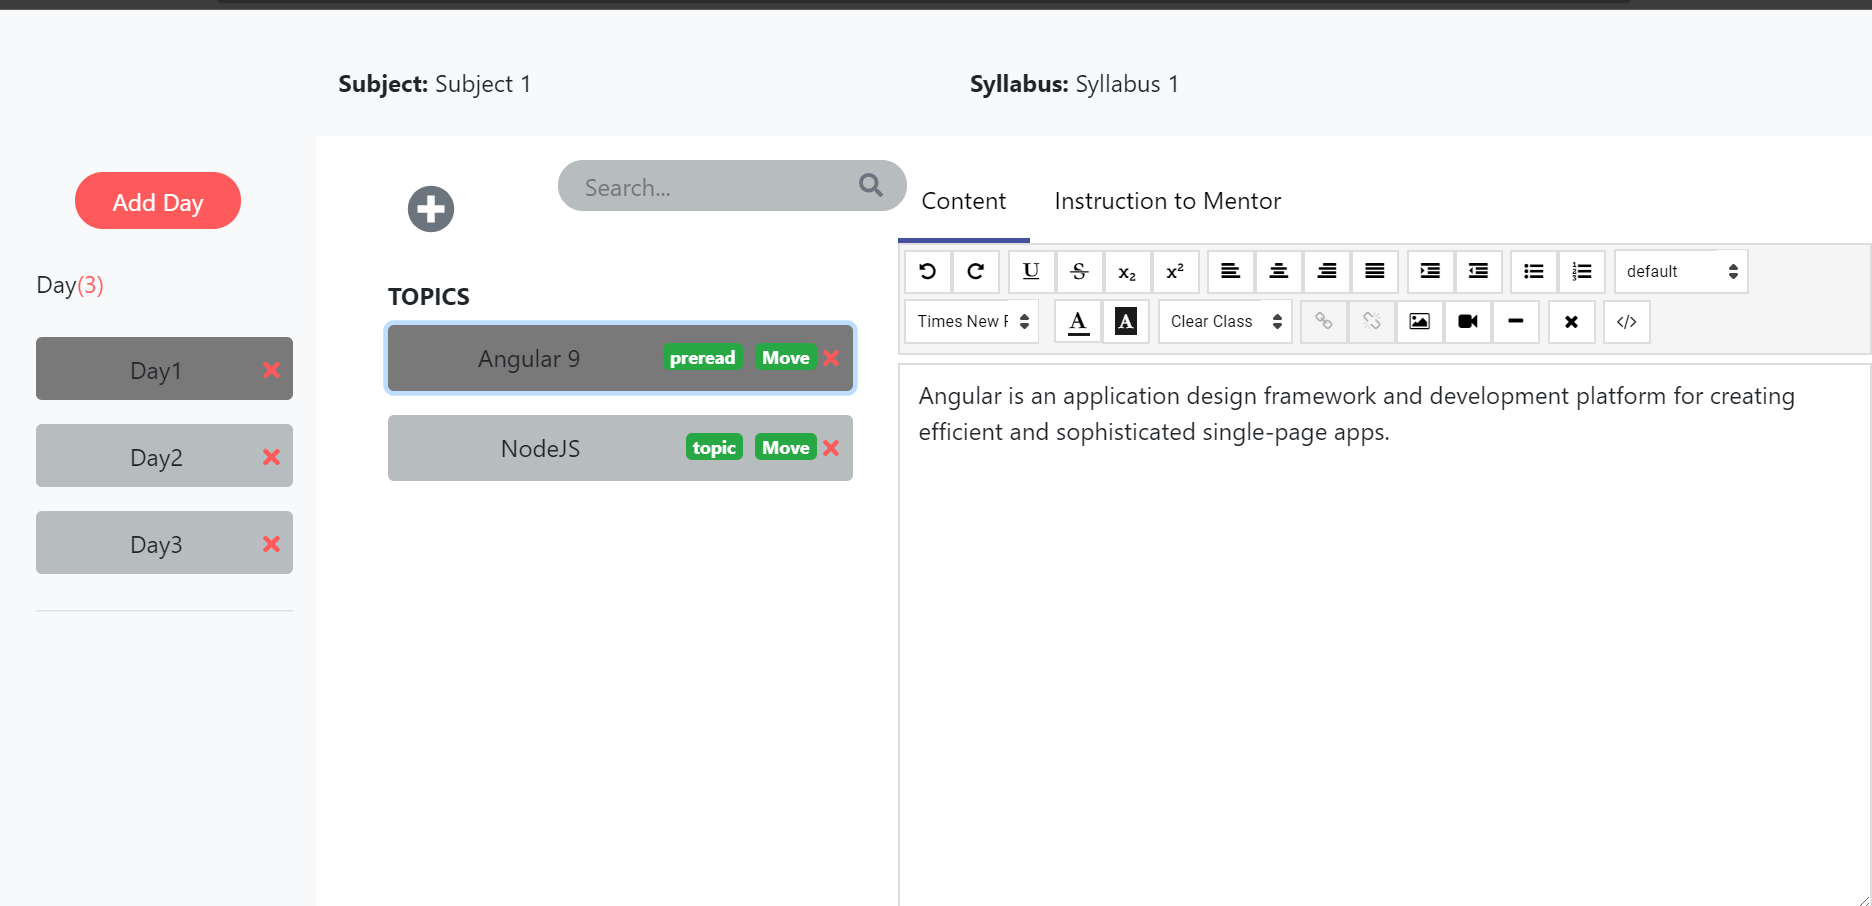 Subject: Subject 1
Syllabus: Syllabus 1
Add Day
Day(3)
Day1
Day2
Day3
Search...
TOPICS
Angular 9 preread Move
NodeJS topic Move
Content Instruction to Mentor
U S x₂ x² default
Times New F A A Clear Class </>
Angular is an application design framework and development platform for creating
efficient and sophisticated single-page apps.